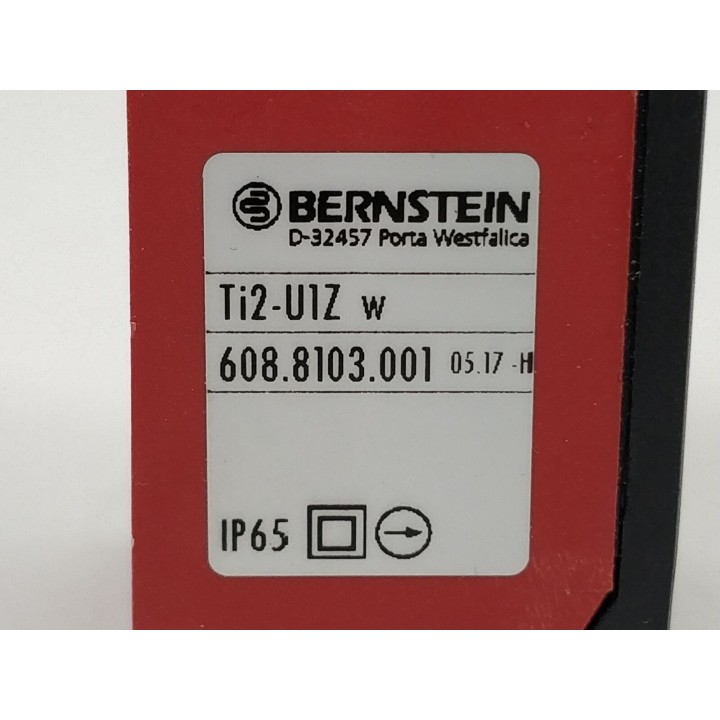 BERNSTEIN
D-32457 Porta Westfalica
Ti2-U1Z w
608.8103.001 05.17 -H
IP65